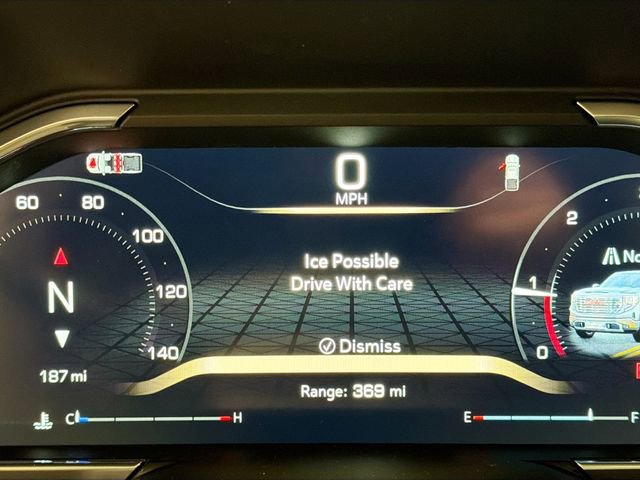 0
MPH
60
80
100
120
140
N
187 mi
Ice Possible
Drive With Care
Dismiss
Range: 369 mi
C
H
E
F
2
1
0
No